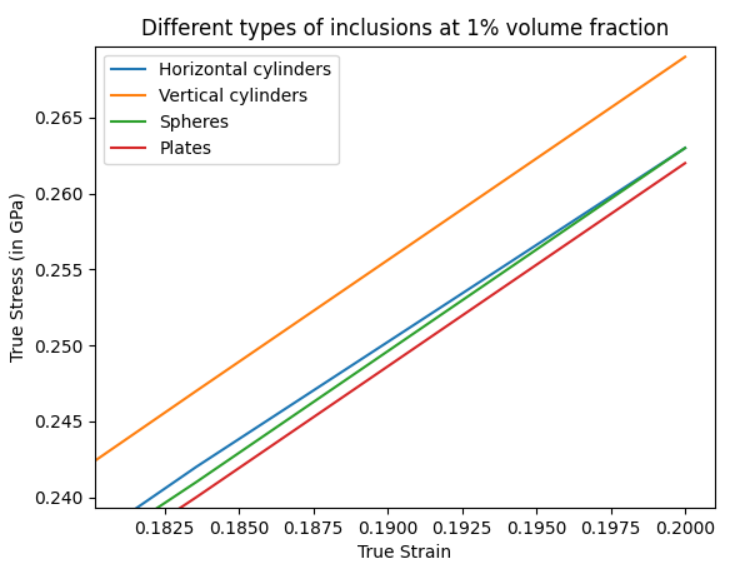 Different types of inclusions at 1% volume fraction
Horizontal cylinders
Vertical cylinders
Spheres
Plates
0.265
0.260
0.255
0.250
0.245
0.240
True Stress (in GPa)
0.1825 0.1850 0.1875 0.1900 0.1925 0.1950 0.1975 0.2000
True Strain